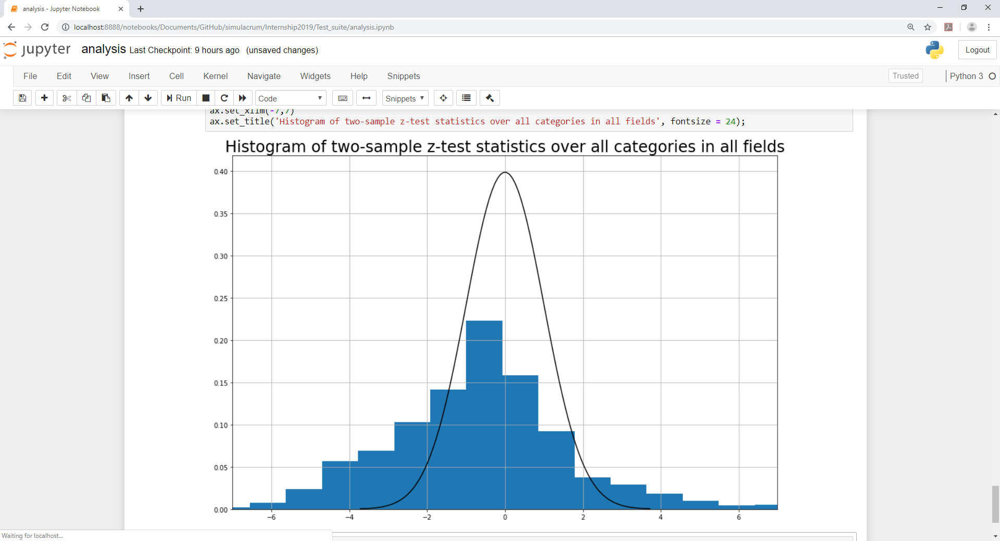 analysis - Jupyter Notebook
localhost:8888/notebooks/Documents/GitHub/simulacrum/Internship2019/Test_suite/analysis.ipynb
jupyter analysis Last Checkpoint: 9 hours ago (unsaved changes)
Logout
File Edit View Insert Cell Kernel Navigate Widgets Help Snippets
Trusted Python 3
Run Code Snippets
ax.set_xlim(-7,7)
ax.set_title('Histogram of two-sample z-test statistics over all categories in all fields', fontsize = 24);
Histogram of two-sample z-test statistics over all categories in all fields
0.40
0.35
0.30
0.25
0.20
0.15
0.10
0.05
0.00
−6 −4 −2 0 2 4 6
Waiting for localhost...